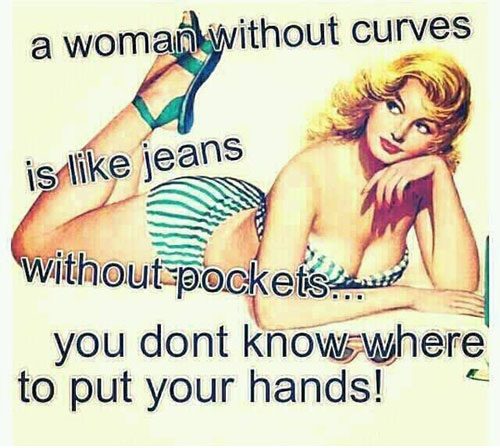 a woman without curves
is like jeans
without pockets...
you dont know where
to put your hands!